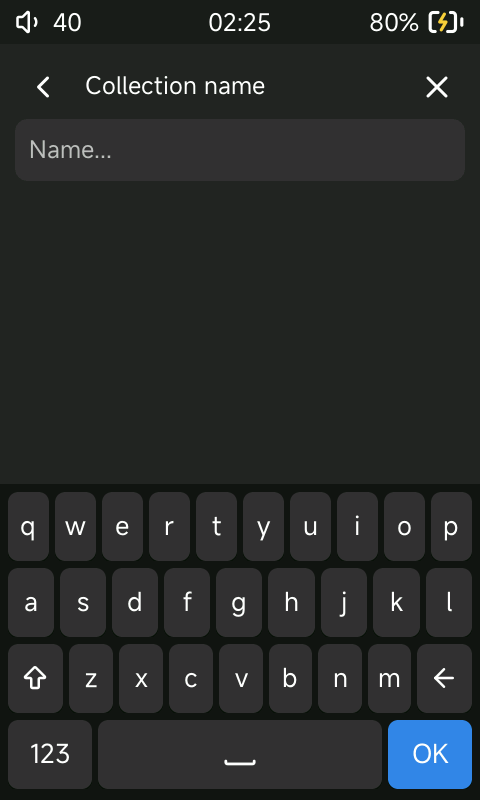 40 02:25 80%
Collection name
Name...
q w e r t y u i o p
a s d f g h j k l
z x c v b n m
123 OK